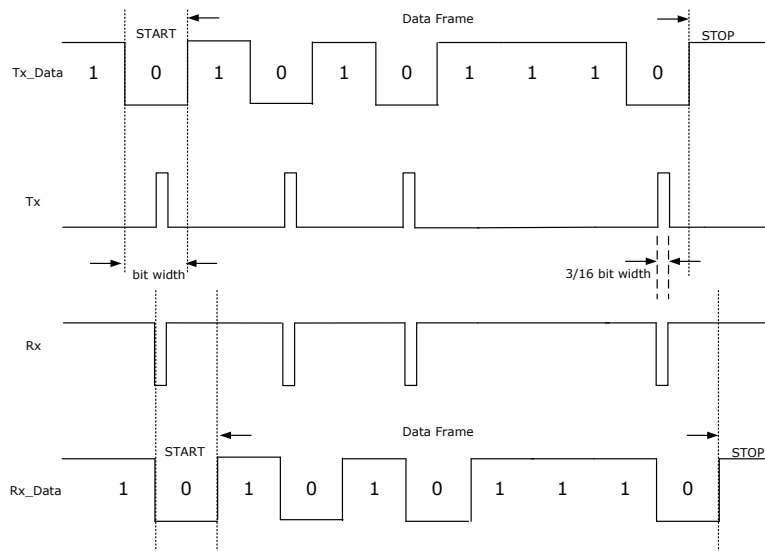 Data Frame
START
STOP
Tx_Data
1 0 1 0 1 0 1 1 1 0
Tx
bit width
3/16 bit width
Rx
Data Frame
START
STOP
Rx_Data
1 0 1 0 1 0 1 1 1 0